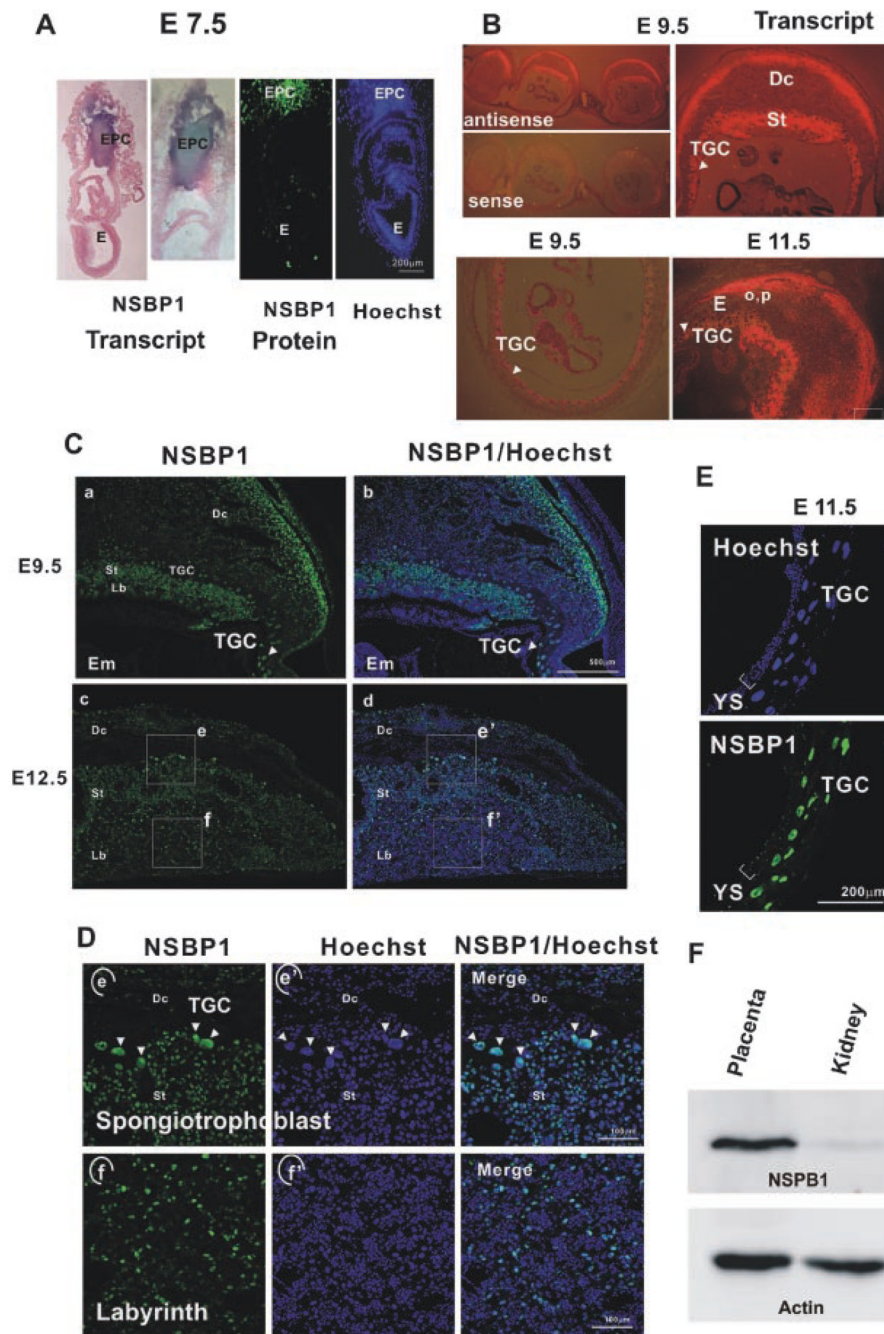 A
E 7.5
EPC
EPC
EPC
EPC
E
E
E
200µm
NSBP1
NSBP1
Hoechst
Transcript
Protein
B
E 9.5
Transcript
antisense
sense
Dc
St
TGC
E 9.5
E 11.5
TGC
E
o,p
TGC
C
NSBP1
NSBP1/Hoechst
E9.5
a
Dc
St
TGC
Lb
TGC
Em
b
TGC
Em
500µm
E12.5
c
Dc
e
St
f
Lb
d
Dc
e'
St
f'
Lb
D
NSBP1
Hoechst
NSBP1/Hoechst
e
Dc
TGC
St
e'
Dc
St
Merge
Dc
St
100µm
Spongiotrophoblast
f
f'
Merge
Labyrinth
100µm
E
E 11.5
Hoechst
TGC
YS
NSBP1
TGC
YS
200µm
F
Placenta
Kidney
NSPB1
Actin